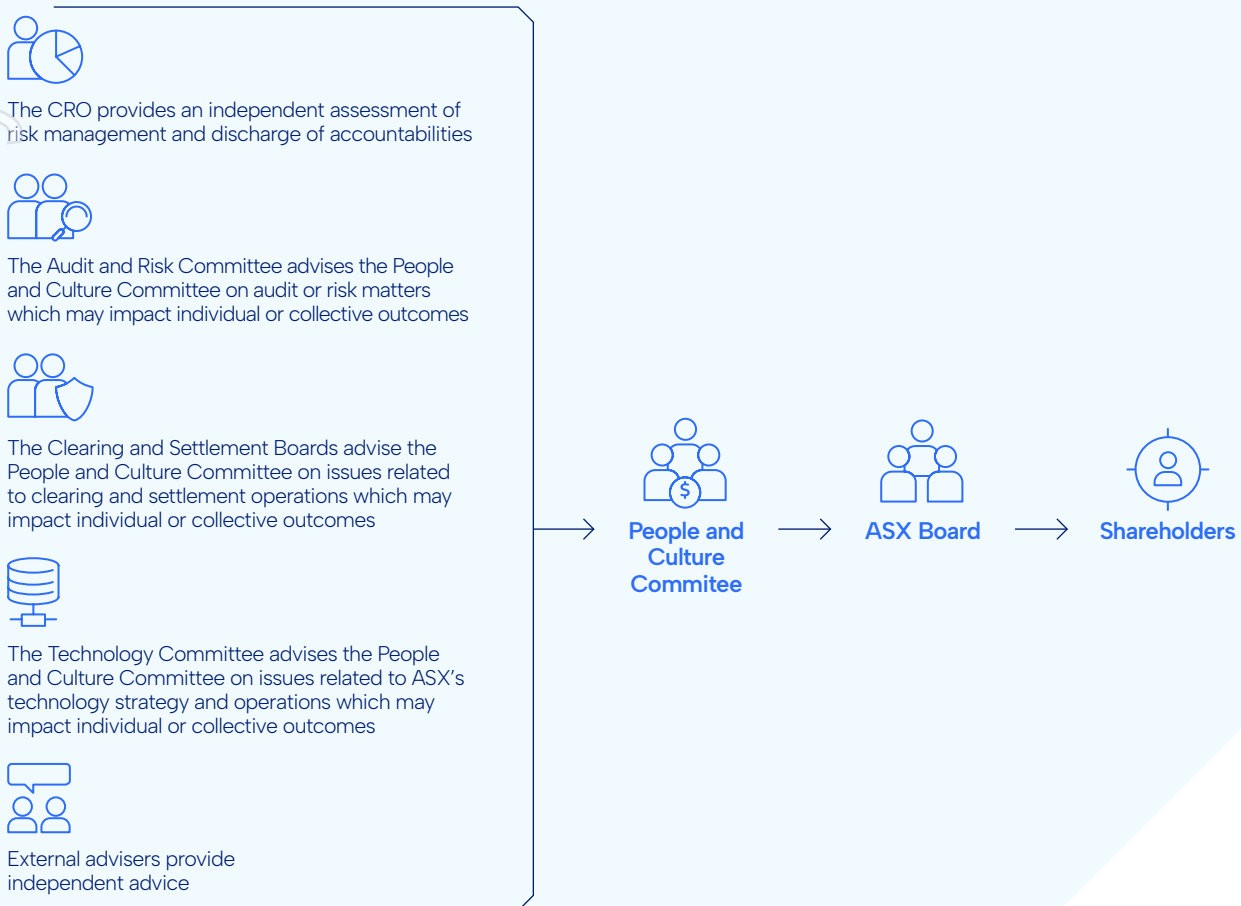 The CRO provides an independent assessment of
risk management and discharge of accountabilities
The Audit and Risk Committee advises the People
and Culture Committee on audit or risk matters
which may impact individual or collective outcomes
The Clearing and Settlement Boards advise the
People and Culture Committee on issues related
to clearing and settlement operations which may
impact individual or collective outcomes
The Technology Committee advises the People
and Culture Committee on issues related to ASX’s
technology strategy and operations which may
impact individual or collective outcomes
External advisers provide
independent advice
$
People and
Culture
Commitee
ASX Board
Shareholders